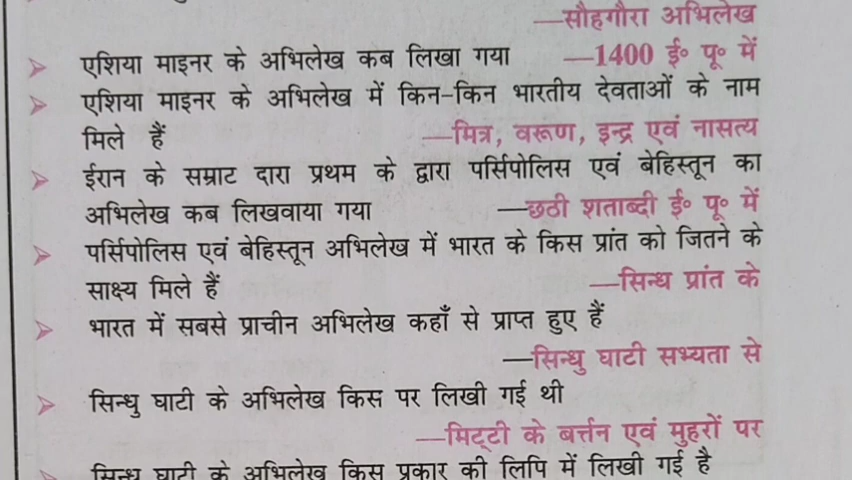 —सौहगौरा अभिलेख
एशिया माइनर के अभिलेख कब लिखा गया —1400 ई० पू० में
एशिया माइनर के अभिलेख में किन-किन भारतीय देवताओं के नाम
मिले हैं —मित्र, वरूण, इन्द्र एवं नासत्य
ईरान के सम्राट दारा प्रथम के द्वारा पर्सिपोलिस एवं बेहिस्तून का
अभिलेख कब लिखवाया गया —छठी शताब्दी ई० पू० में
पर्सिपोलिस एवं बेहिस्तून अभिलेख में भारत के किस प्रांत को जितने के
साक्ष्य मिले हैं —सिन्ध प्रांत के
भारत में सबसे प्राचीन अभिलेख कहाँ से प्राप्त हुए हैं
—सिन्धु घाटी सभ्यता से
सिन्धु घाटी के अभिलेख किस पर लिखी गई थी
—मिट्टी के बर्त्तन एवं मुहरों पर
सिन्धु घाटी के अभिलेख किस प्रकार की लिपि में लिखी गई है